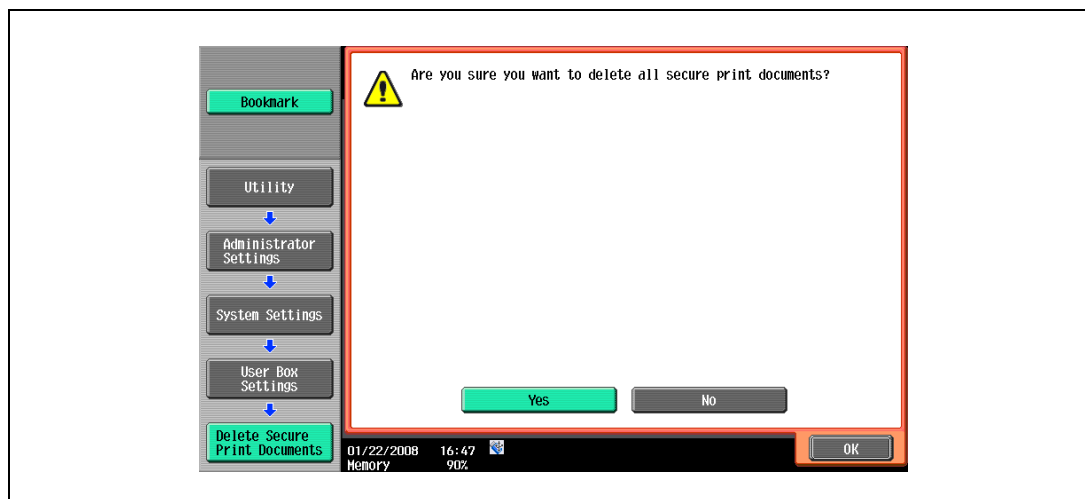 Are you sure you want to delete all secure print documents?
Bookmark
Utility
Administrator
Settings
System Settings
User Box
Settings
Delete Secure
Print Documents
Yes
No
01/22/2008 16:47
Memory 90%
OK